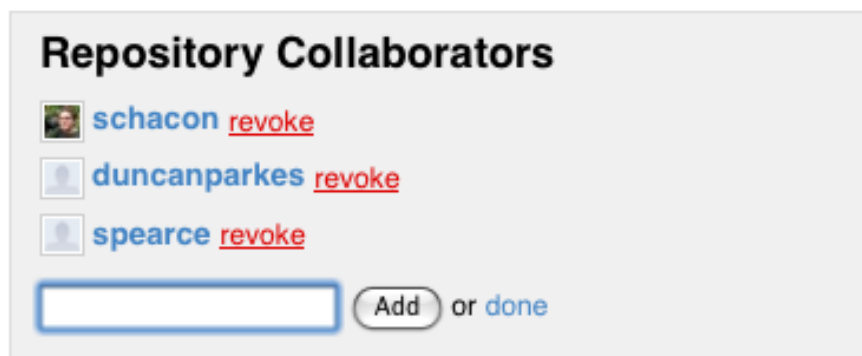 Repository Collaborators
schacon revoke
duncanparkes revoke
spearce revoke
Add or done